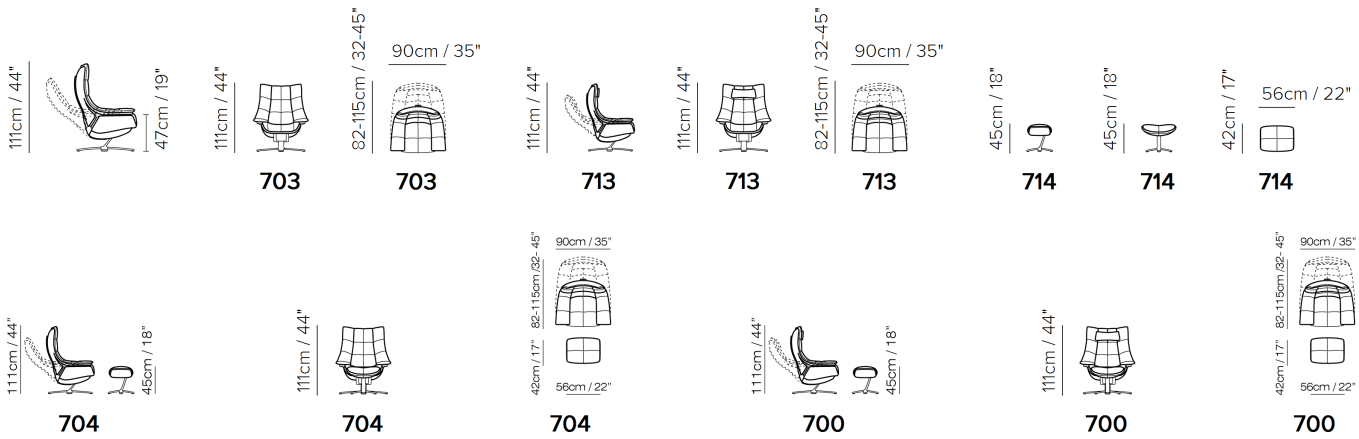 111cm / 44"
47cm / 19"
111cm / 44"
703
82-115cm / 32-45"
90cm / 35"
703
111cm / 44"
713
111cm / 44"
713
82-115cm / 32-45"
90cm / 35"
713
45cm / 18"
714
45cm / 18"
714
42cm / 17"
56cm / 22"
714
111cm / 44"
45cm / 18"
704
111cm / 44"
704
82-115cm /32- 45"
90cm / 35"
42cm / 17"
56cm / 22"
704
111cm / 44"
45cm / 18"
700
111cm / 44"
700
82-115cm /32- 45"
90cm / 35"
42cm / 17"
56cm / 22"
700